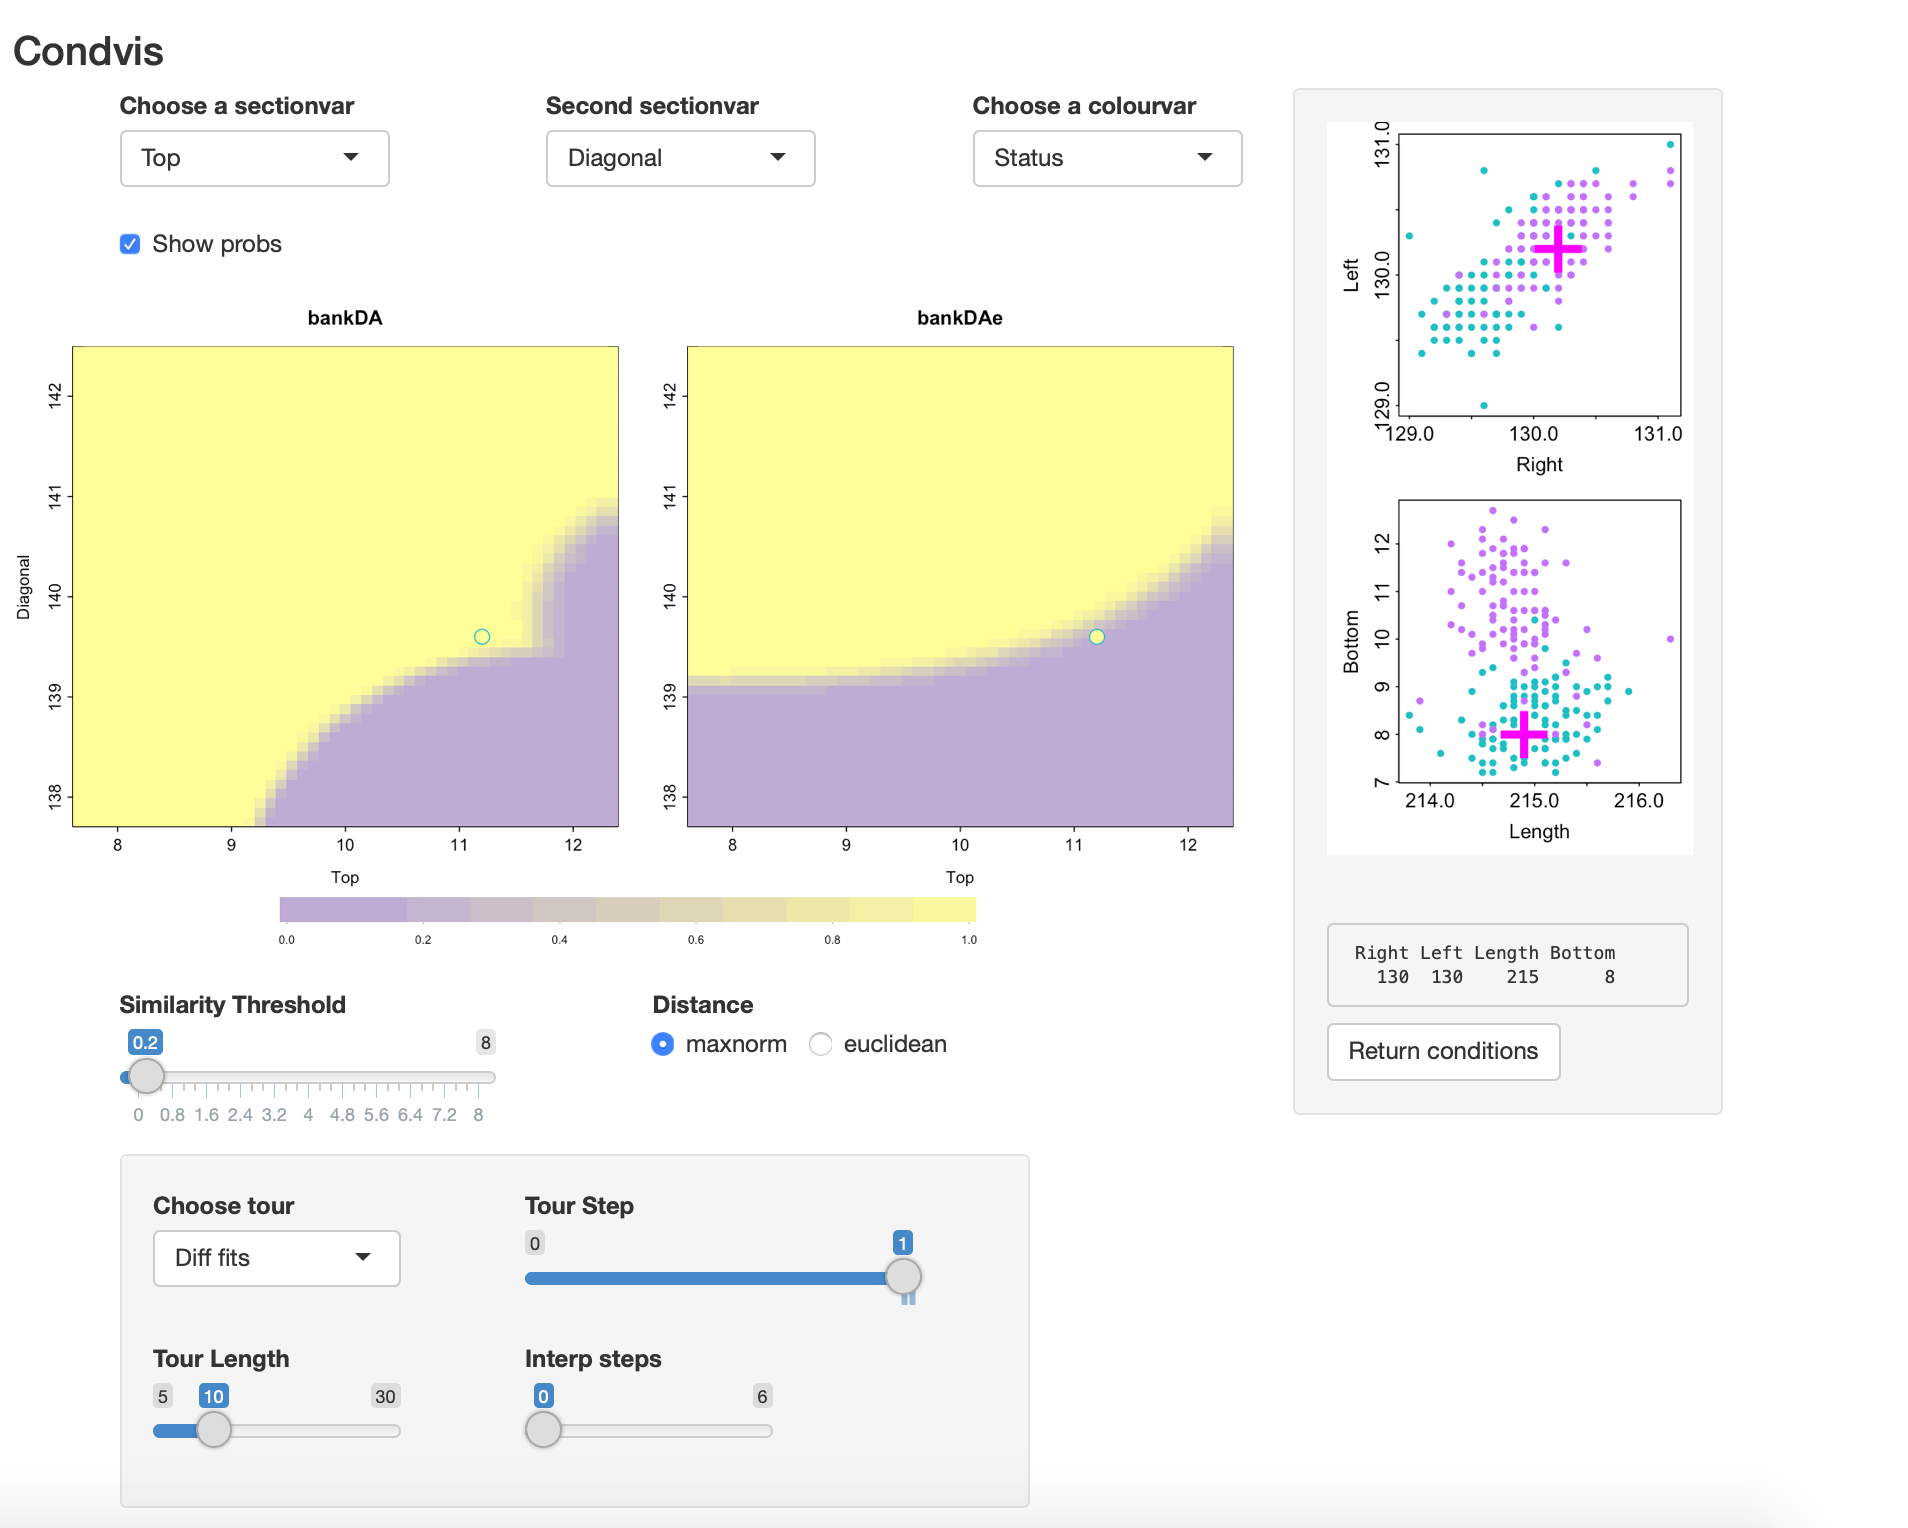 Condvis
Choose a sectionvar
Second sectionvar
Choose a colourvar
Top
Diagonal
Status
Show probs
bankDA
bankDAe
Diagonal
142
141
140
139
138
8 9 10 11 12
Top
142
141
140
139
138
8 9 10 11 12
Top
0.0 0.2 0.4 0.6 0.8 1.0
Left
131.0
130.0
129.0
129.0 130.0 131.0
Right
Bottom
12
11
10
9
8
7
214.0 215.0 216.0
Length
Right Left Length Bottom
130 130 215 8
Return conditions
Similarity Threshold
0.2 8
0 0.8 1.6 2.4 3.2 4 4.8 5.6 6.4 7.2 8
Distance
maxnorm euclidean
Choose tour
Diff fits
Tour Step
0 1
Tour Length
5 10 30
Interp steps
0 6